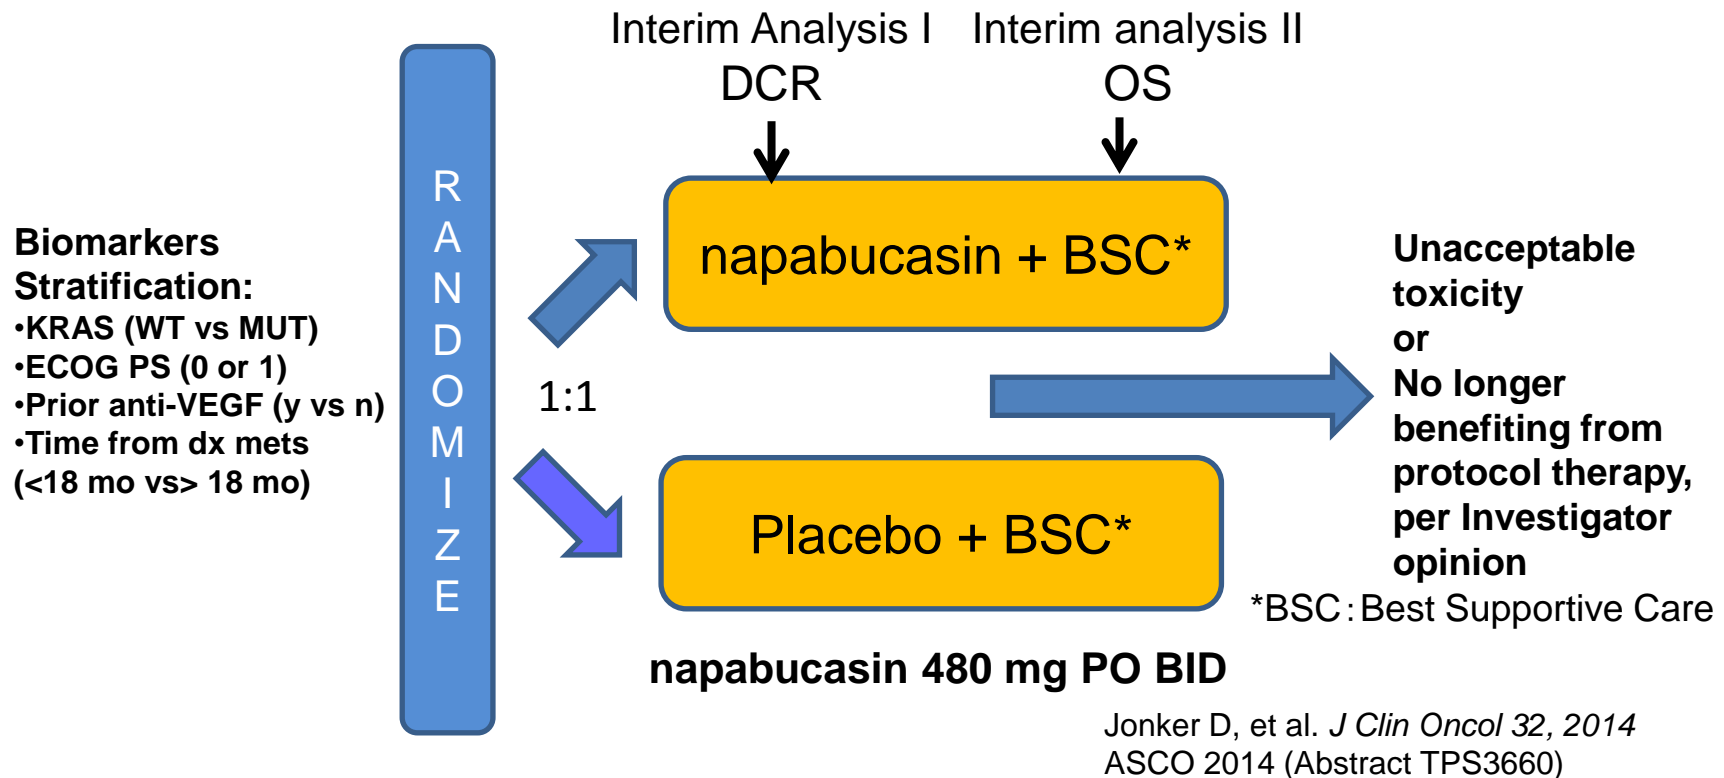 Interim Analysis I
DCR
Interim analysis II
OS
Biomarkers
Stratification:
•KRAS (WT vs MUT)
•ECOG PS (0 or 1)
•Prior anti-VEGF (y vs n)
•Time from dx mets
(<18 mo vs> 18 mo)
R
A
N
D
O
M
I
Z
E
1:1
napabucasin + BSC*
Placebo + BSC*
napabucasin 480 mg PO BID
Unacceptable
toxicity
or
No longer
benefiting from
protocol therapy,
per Investigator
opinion
*BSC：Best Supportive Care
Jonker D, et al. J Clin Oncol 32, 2014
ASCO 2014 (Abstract TPS3660)